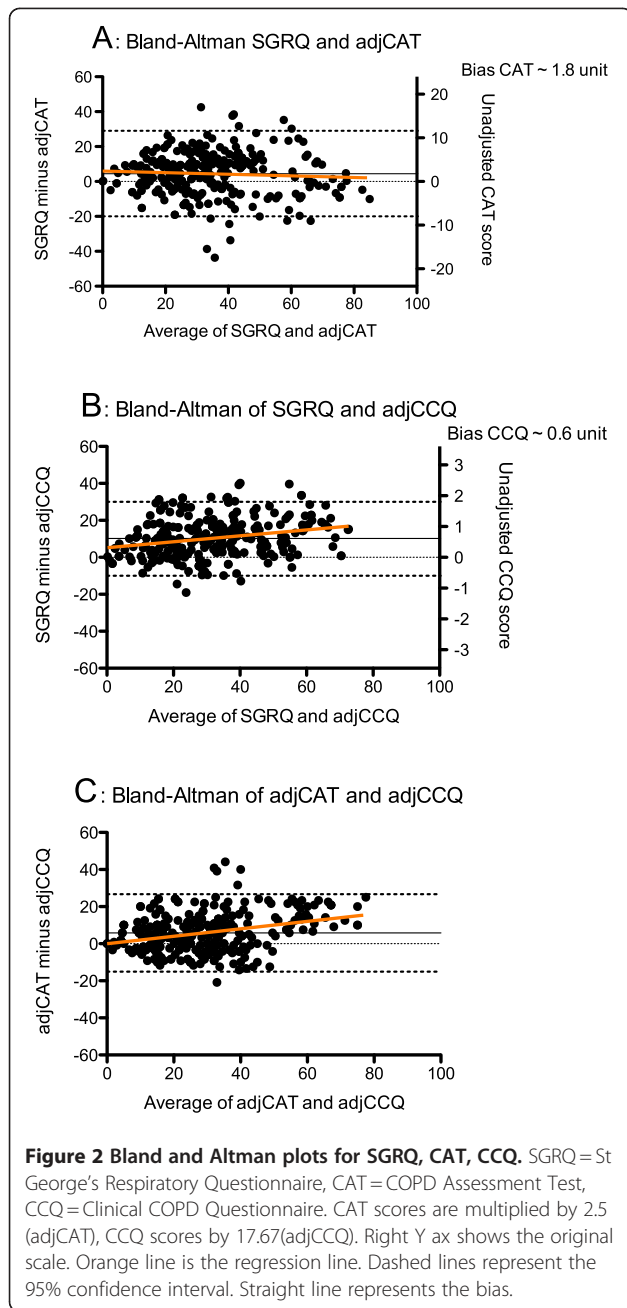 A: Bland-Altman SGRQ and adjCAT
Bias CAT ~ 1.8 unit
SGRQ minus adjCAT
60
40
20
0
-20
-40
-60
20
10
0
-10
-20
Unadjusted CAT score
0 20 40 60 80 100
Average of SGRQ and adjCAT
B: Bland-Altman of SGRQ and adjCCQ
Bias CCQ ~ 0.6 unit
SGRQ minus adjCCQ
60
40
20
0
-20
-40
-60
3
2
1
0
-1
-2
-3
Unadjusted CCQ score
0 20 40 60 80 100
Average of SGRQ and adjCCQ
C: Bland-Altman of adjCAT and adjCCQ
adjCAT minus adjCCQ
60
40
20
0
-20
-40
-60
0 20 40 60 80 100
Average of adjCAT and adjCCQ
Figure 2 Bland and Altman plots for SGRQ, CAT, CCQ. SGRQ = St
George's Respiratory Questionnaire, CAT = COPD Assessment Test,
CCQ = Clinical COPD Questionnaire. CAT scores are multiplied by 2.5
(adjCAT), CCQ scores by 17.67(adjCCQ). Right Y ax shows the original
scale. Orange line is the regression line. Dashed lines represent the
95% confidence interval. Straight line represents the bias.